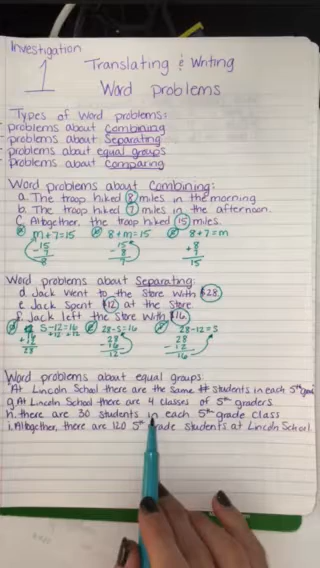 Investigation
1 Translating & Writing
Word Problems
Types of Word problems:
problems about Combining
problems about Separating
problems about equal groups
problems about Comparing
Word problems about Combining:
a. The troop hiked 8 miles in the morning
b. The troop hiked 7 miles in the afternoon.
C. Altogether, the troop hiked 15 miles.
m+7=15 8+m=15 8+7=m
15 15 +8
-7 -8 7
8 7 15
Word problems about Separating:
d. Jack went to the Store with $28
e. Jack Spent $12 at the Store
f. Jack left the Store with $16
S-12=16 28-S=16 28-12=S
+12 +12
28 28
+18 16 12
28 12 16
Word problems about equal groups:
At Lincoln School there are the same # students in each 5th
g. At Lincoln School there are 4 classes of 5th graders
h. there are 30 students in each 5th grade class
i. Altogether, there are 120 5th grade students at Lincoln School.